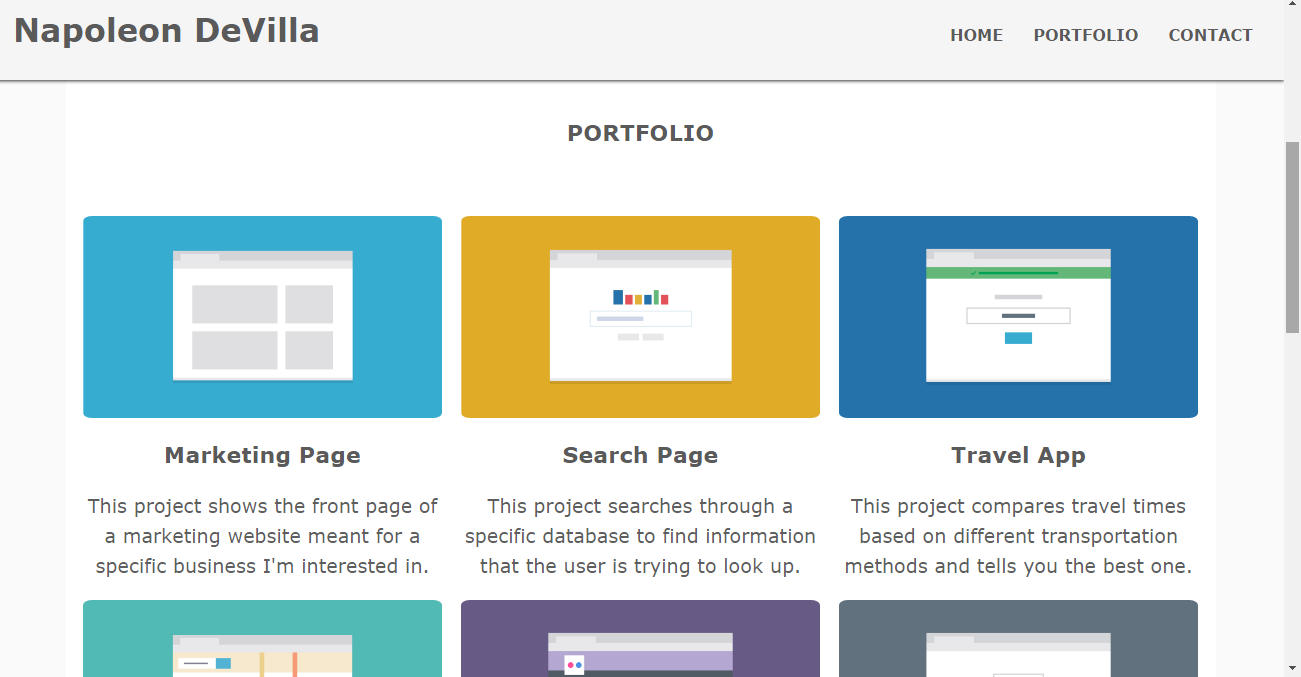 Napoleon DeVilla
HOME PORTFOLIO CONTACT
PORTFOLIO
Marketing Page
This project shows the front page of
a marketing website meant for a
specific business I'm interested in.
Search Page
This project searches through a
specific database to find information
that the user is trying to look up.
Travel App
This project compares travel times
based on different transportation
methods and tells you the best one.